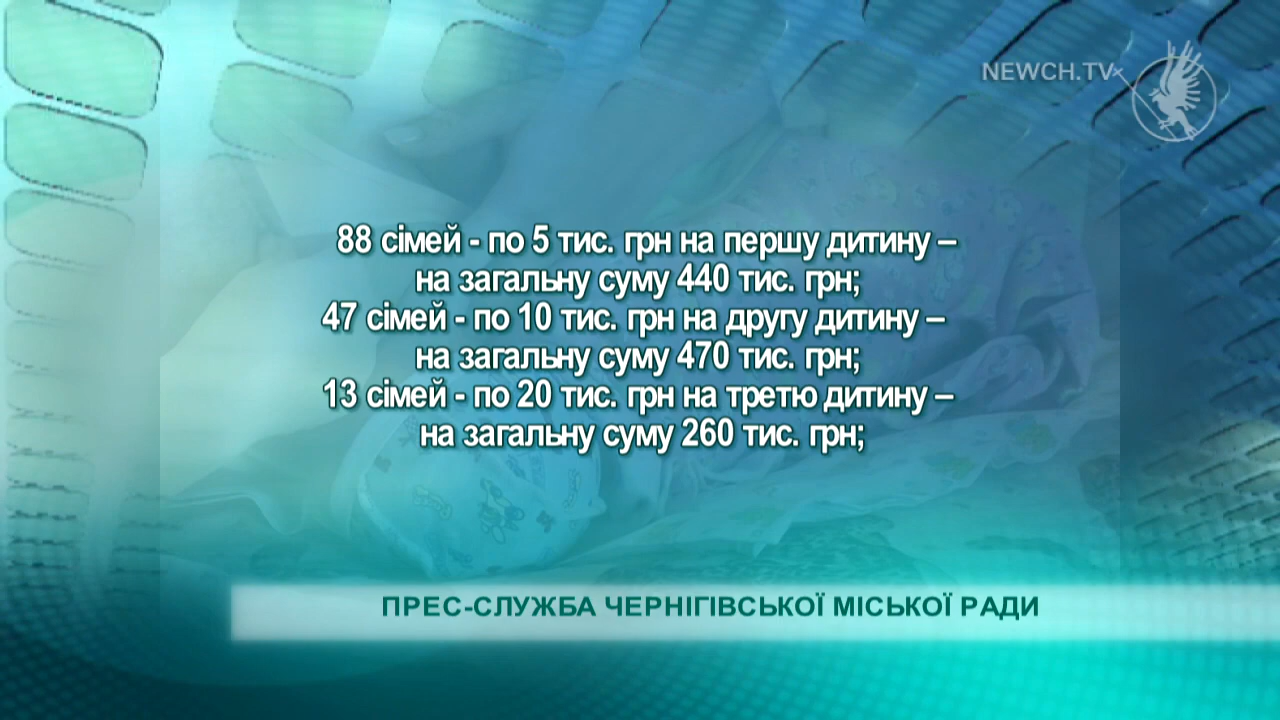 NEWCH.TV
88 сімей - по 5 тис. грн на першу дитину –
на загальну суму 440 тис. грн;
47 сімей - по 10 тис. грн на другу дитину –
на загальну суму 470 тис. грн;
13 сімей - по 20 тис. грн на третю дитину –
на загальну суму 260 тис. грн;
ПРЕС-СЛУЖБА ЧЕРНІГІВСЬКОЇ МІСЬКОЇ РАДИ